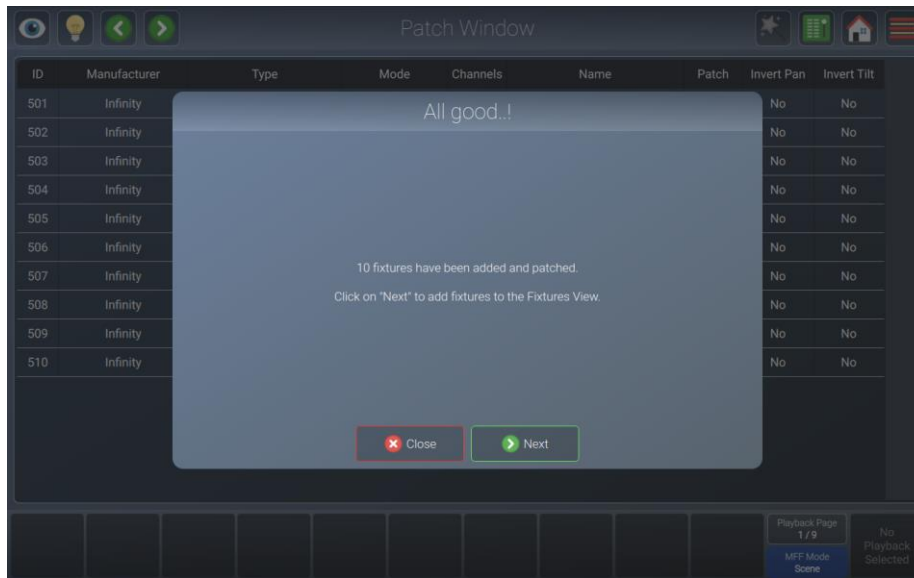 Patch Window
ID Manufacturer Type Mode Channels Name Patch Invert Pan Invert Tilt
501 Infinity No No
502 Infinity No No
503 Infinity No No
504 Infinity No No
505 Infinity No No
506 Infinity No No
507 Infinity No No
508 Infinity No No
509 Infinity No No
510 Infinity No No
All good..!
10 fixtures have been added and patched.
Click on "Next" to add fixtures to the Fixtures View.
Close Next
Playback Page
1 / 9
MFF Mode
Scene
No
Playback
Selected